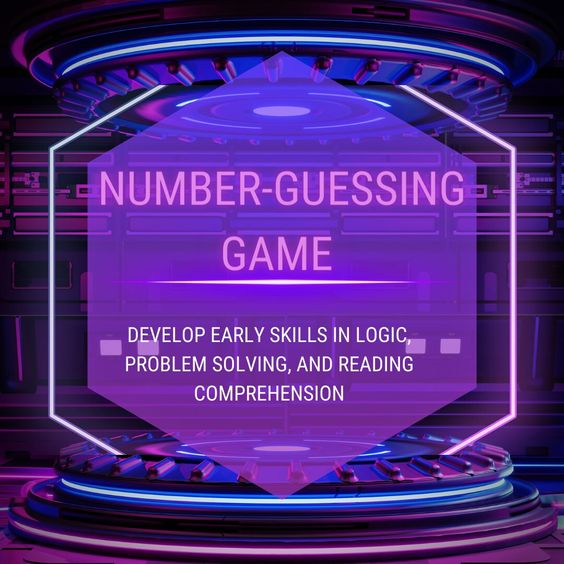 NUMBER-GUESSING
GAME
DEVELOP EARLY SKILLS IN LOGIC,
PROBLEM SOLVING, AND READING
COMPREHENSION